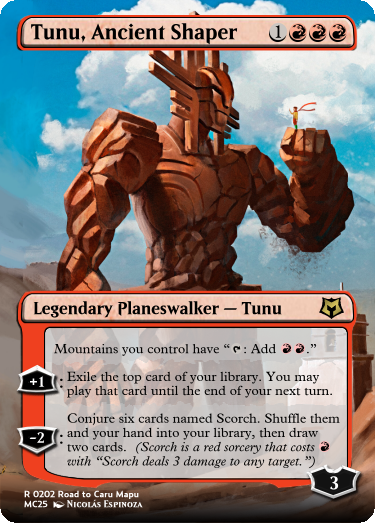 Tunu, Ancient Shaper 1
Legendary Planeswalker — Tunu
Mountains you control have “: Add .”
+1: Exile the top card of your library. You may
play that card until the end of your next turn.
Conjure six cards named Scorch. Shuffle them
-2: and your hand into your library, then draw
two cards. (Scorch is a red sorcery that costs
with “Scorch deals 3 damage to any target.”)
3
R 0202 Road to Caru Mapu
MC25 Nicolás Espinoza